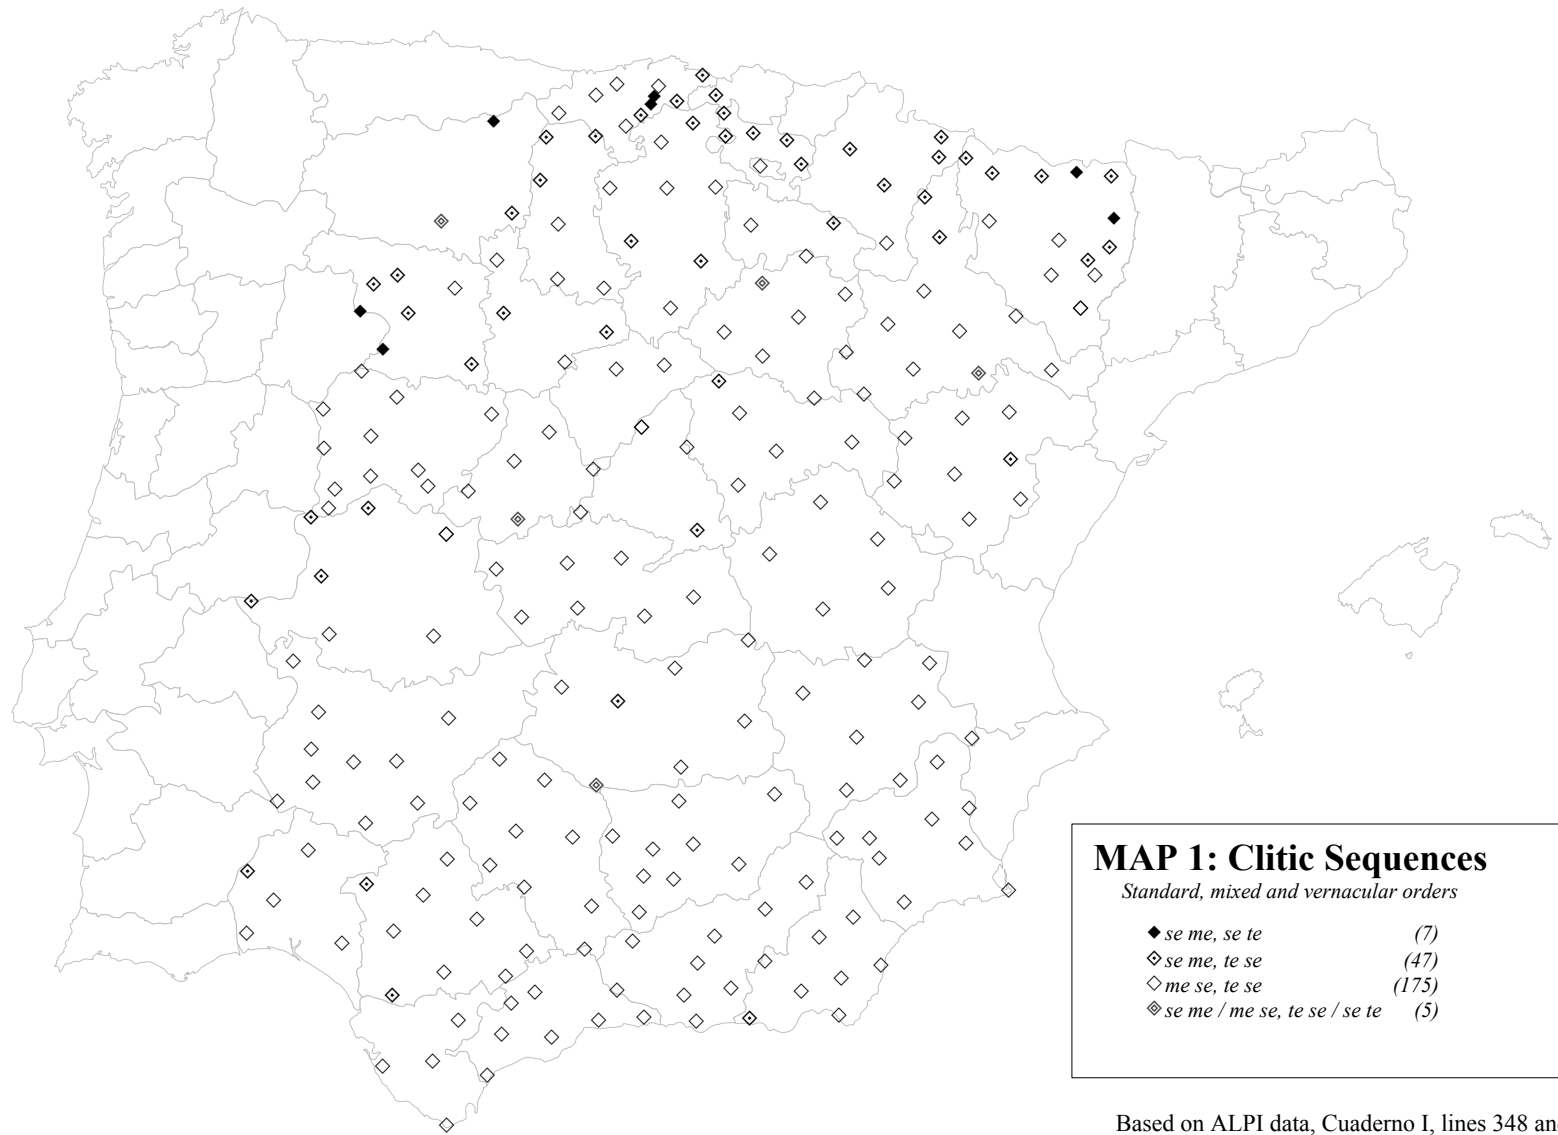 MAP 1: Clitic Sequences
Standard, mixed and vernacular orders
se me, se te (7)
se me, te se (47)
me se, te se (175)
se me / me se, te se / se te (5)
Based on ALPI data, Cuaderno I, lines 348 an